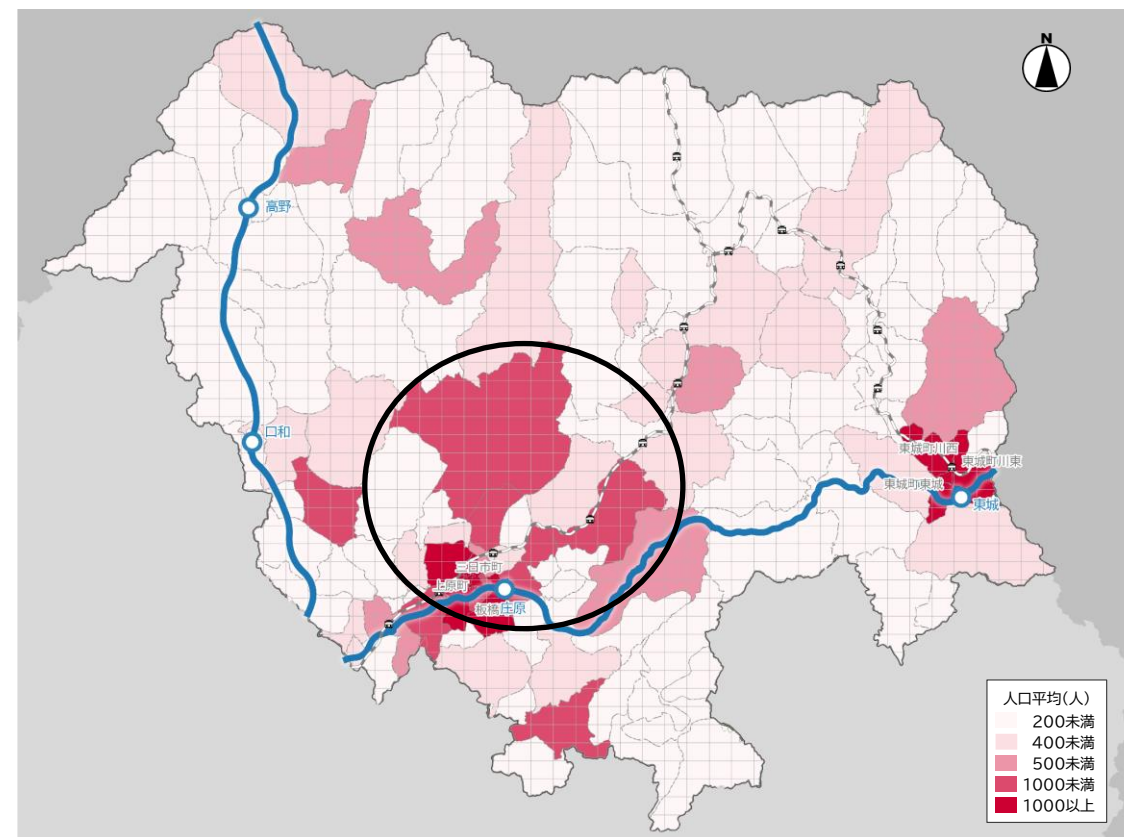 N
高野
口和
東城町川西
東城町川東
東城町東城
東城
三日市町
上原町
板橋
庄原
人口平均(人)
200未満
400未満
500未満
1000未満
1000以上